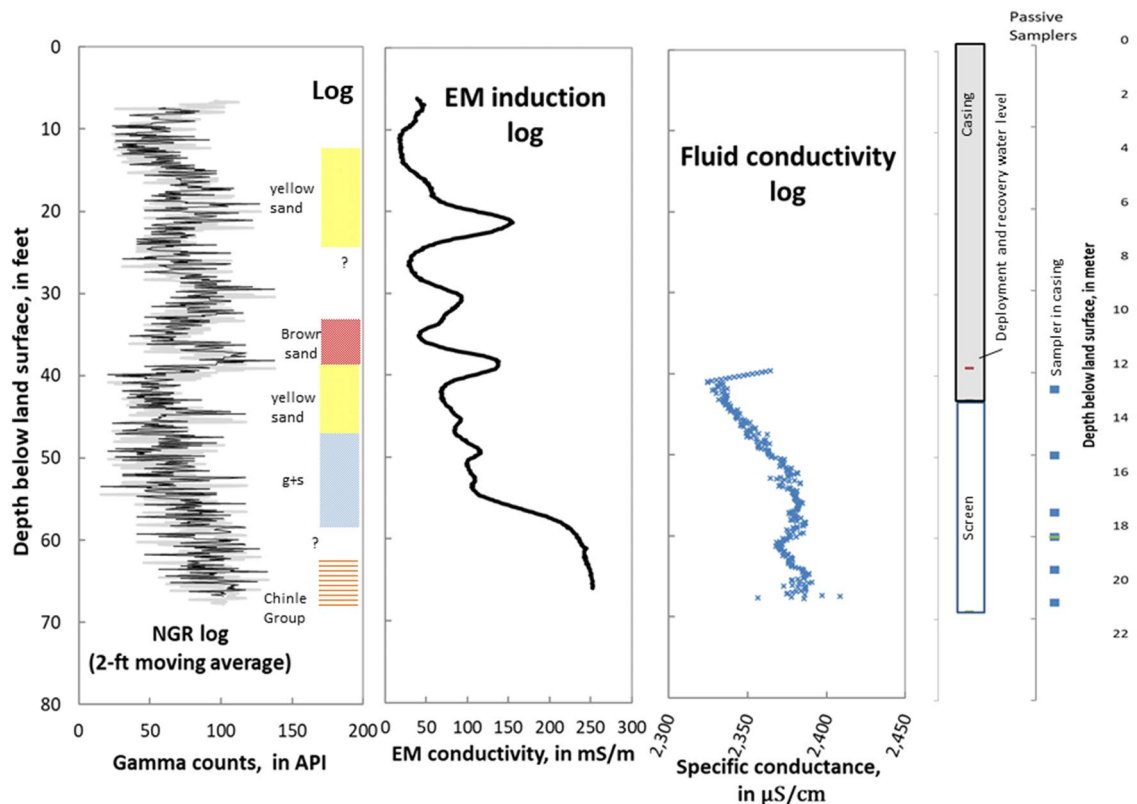 Passive
Samplers
0
10
20
30
40
50
60
70
80
Depth below land surface, in feet
Log
yellow
sand
?
Brown
sand
yellow
sand
g+s
?
Chinle
Group
NGR log
(2-ft moving average)
0
50
100
150
200
Gamma counts, in API
EM induction
log
0
50
100
150
200
250
300
EM conductivity, in mS/m
Fluid conductivity
log
2,300
2,350
2,400
2,450
Specific conductance,
in µS/cm
Casing
Screen
Deployment and recovery water level
Sampler in casing
Depth below land surface, in meter
0
2
4
6
8
10
12
14
16
18
20
22